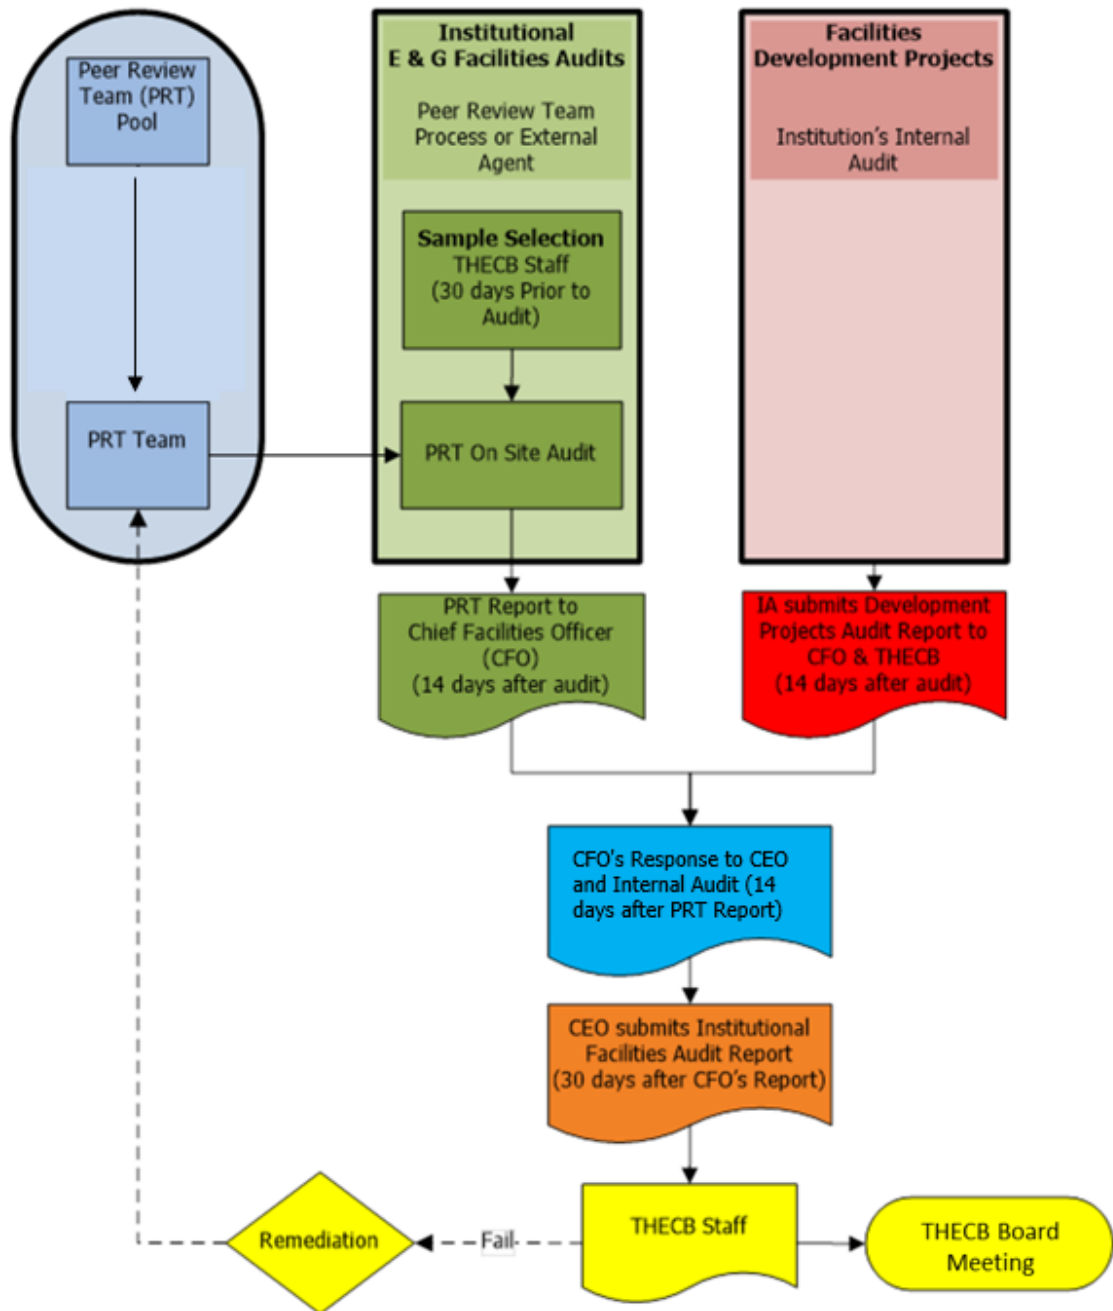 Peer Review
Team (PRT)
Pool
PRT Team
Institutional
E & G Facilities Audits
Peer Review Team
Process or External
Agent
Sample Selection
THECB Staff
(30 days Prior to
Audit)
PRT On Site Audit
Facilities
Development Projects
Institution's Internal
Audit
PRT Report to
Chief Facilities Officer
(CFO)
(14 days after audit)
IA submits Development
Projects Audit Report to
CFO & THECB
(14 days after audit)
CFO's Response to CEO
and Internal Audit (14
days after PRT Report)
CEO submits Institutional
Facilities Audit Report
(30 days after CFO's Report)
Remediation
Fail
THECB Staff
THECB Board
Meeting